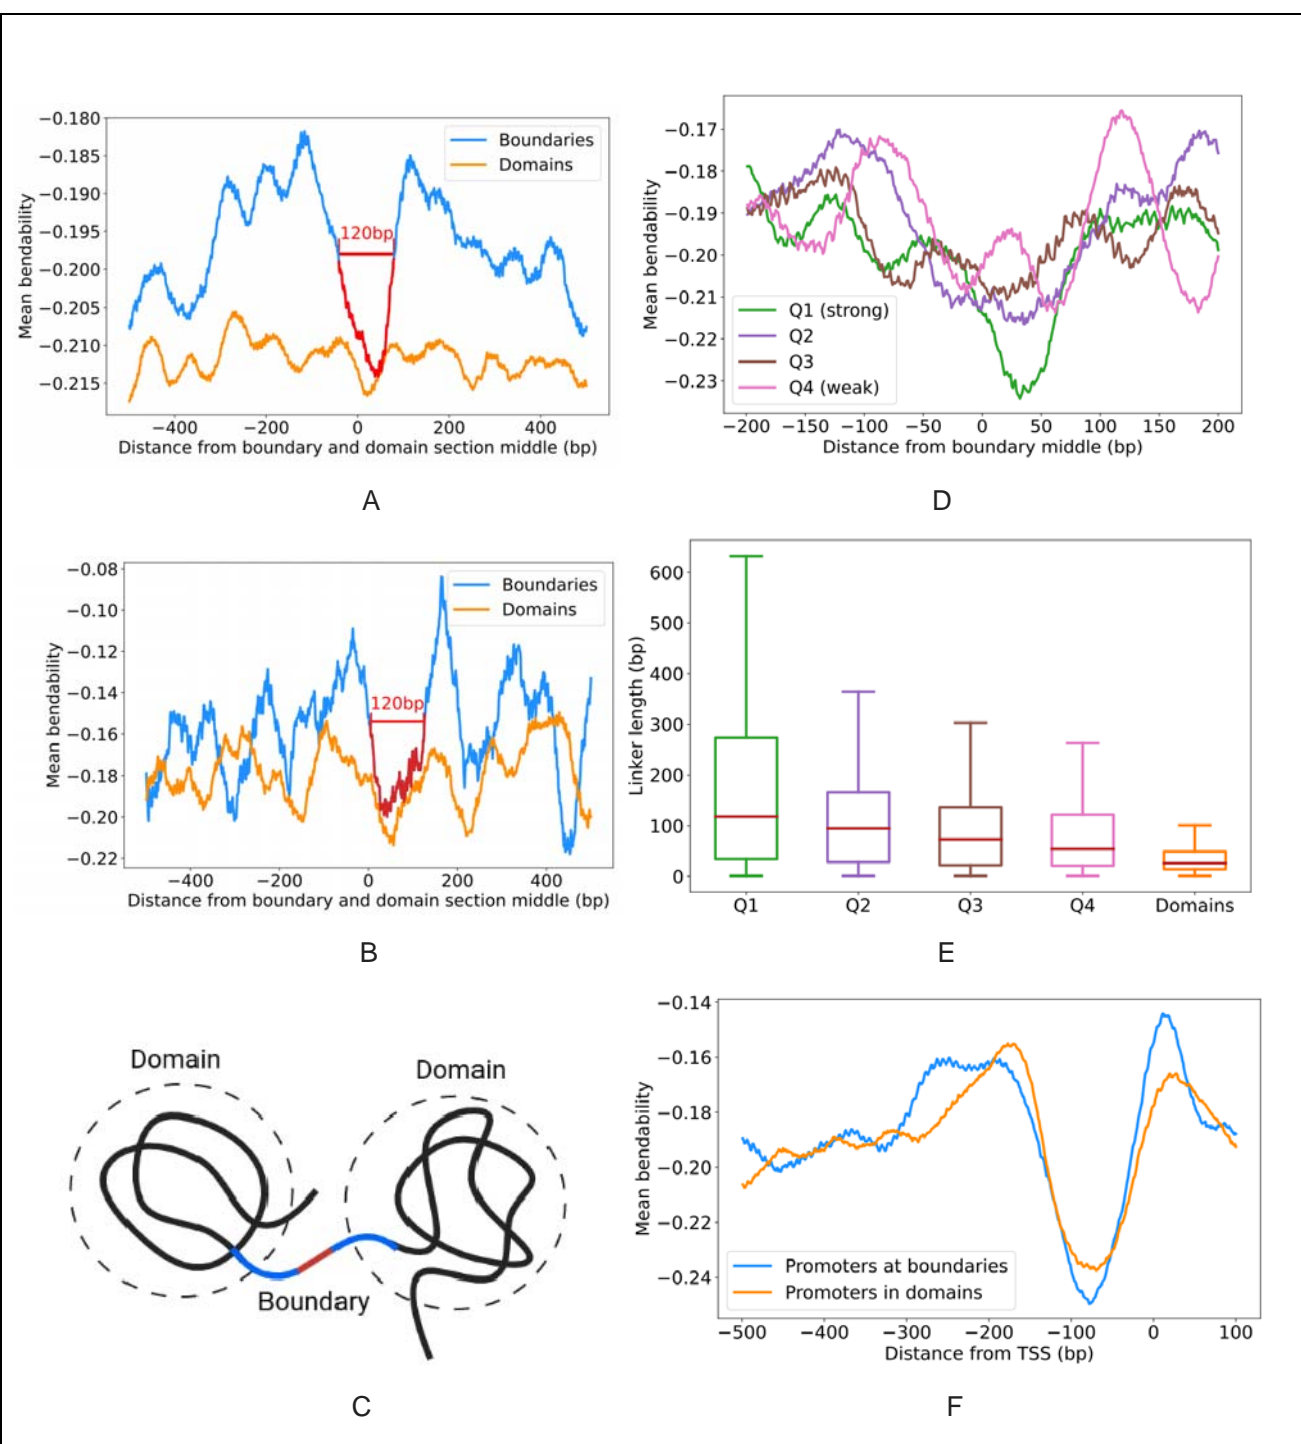 −0.180
−0.185
−0.190
−0.195
−0.200
−0.205
−0.210
−0.215
Mean bendability
Boundaries
Domains
120bp
−400 −200 0 200 400
Distance from boundary and domain section middle (bp)
A
−0.17
−0.18
−0.19
−0.20
−0.21
−0.22
−0.23
Mean bendability
Q1 (strong)
Q2
Q3
Q4 (weak)
−200 −150 −100 −50 0 50 100 150 200
Distance from boundary middle (bp)
D
−0.08
−0.10
−0.12
−0.14
−0.16
−0.18
−0.20
−0.22
Mean bendability
Boundaries
Domains
120bp
−400 −200 0 200 400
Distance from boundary and domain section middle (bp)
B
600
500
400
300
200
100
0
Linker length (bp)
Q1 Q2 Q3 Q4 Domains
E
Domain
Domain
Boundary
C
−0.14
−0.16
−0.18
−0.20
−0.22
−0.24
Mean bendability
Promoters at boundaries
Promoters in domains
−500 −400 −300 −200 −100 0 100
Distance from TSS (bp)
F